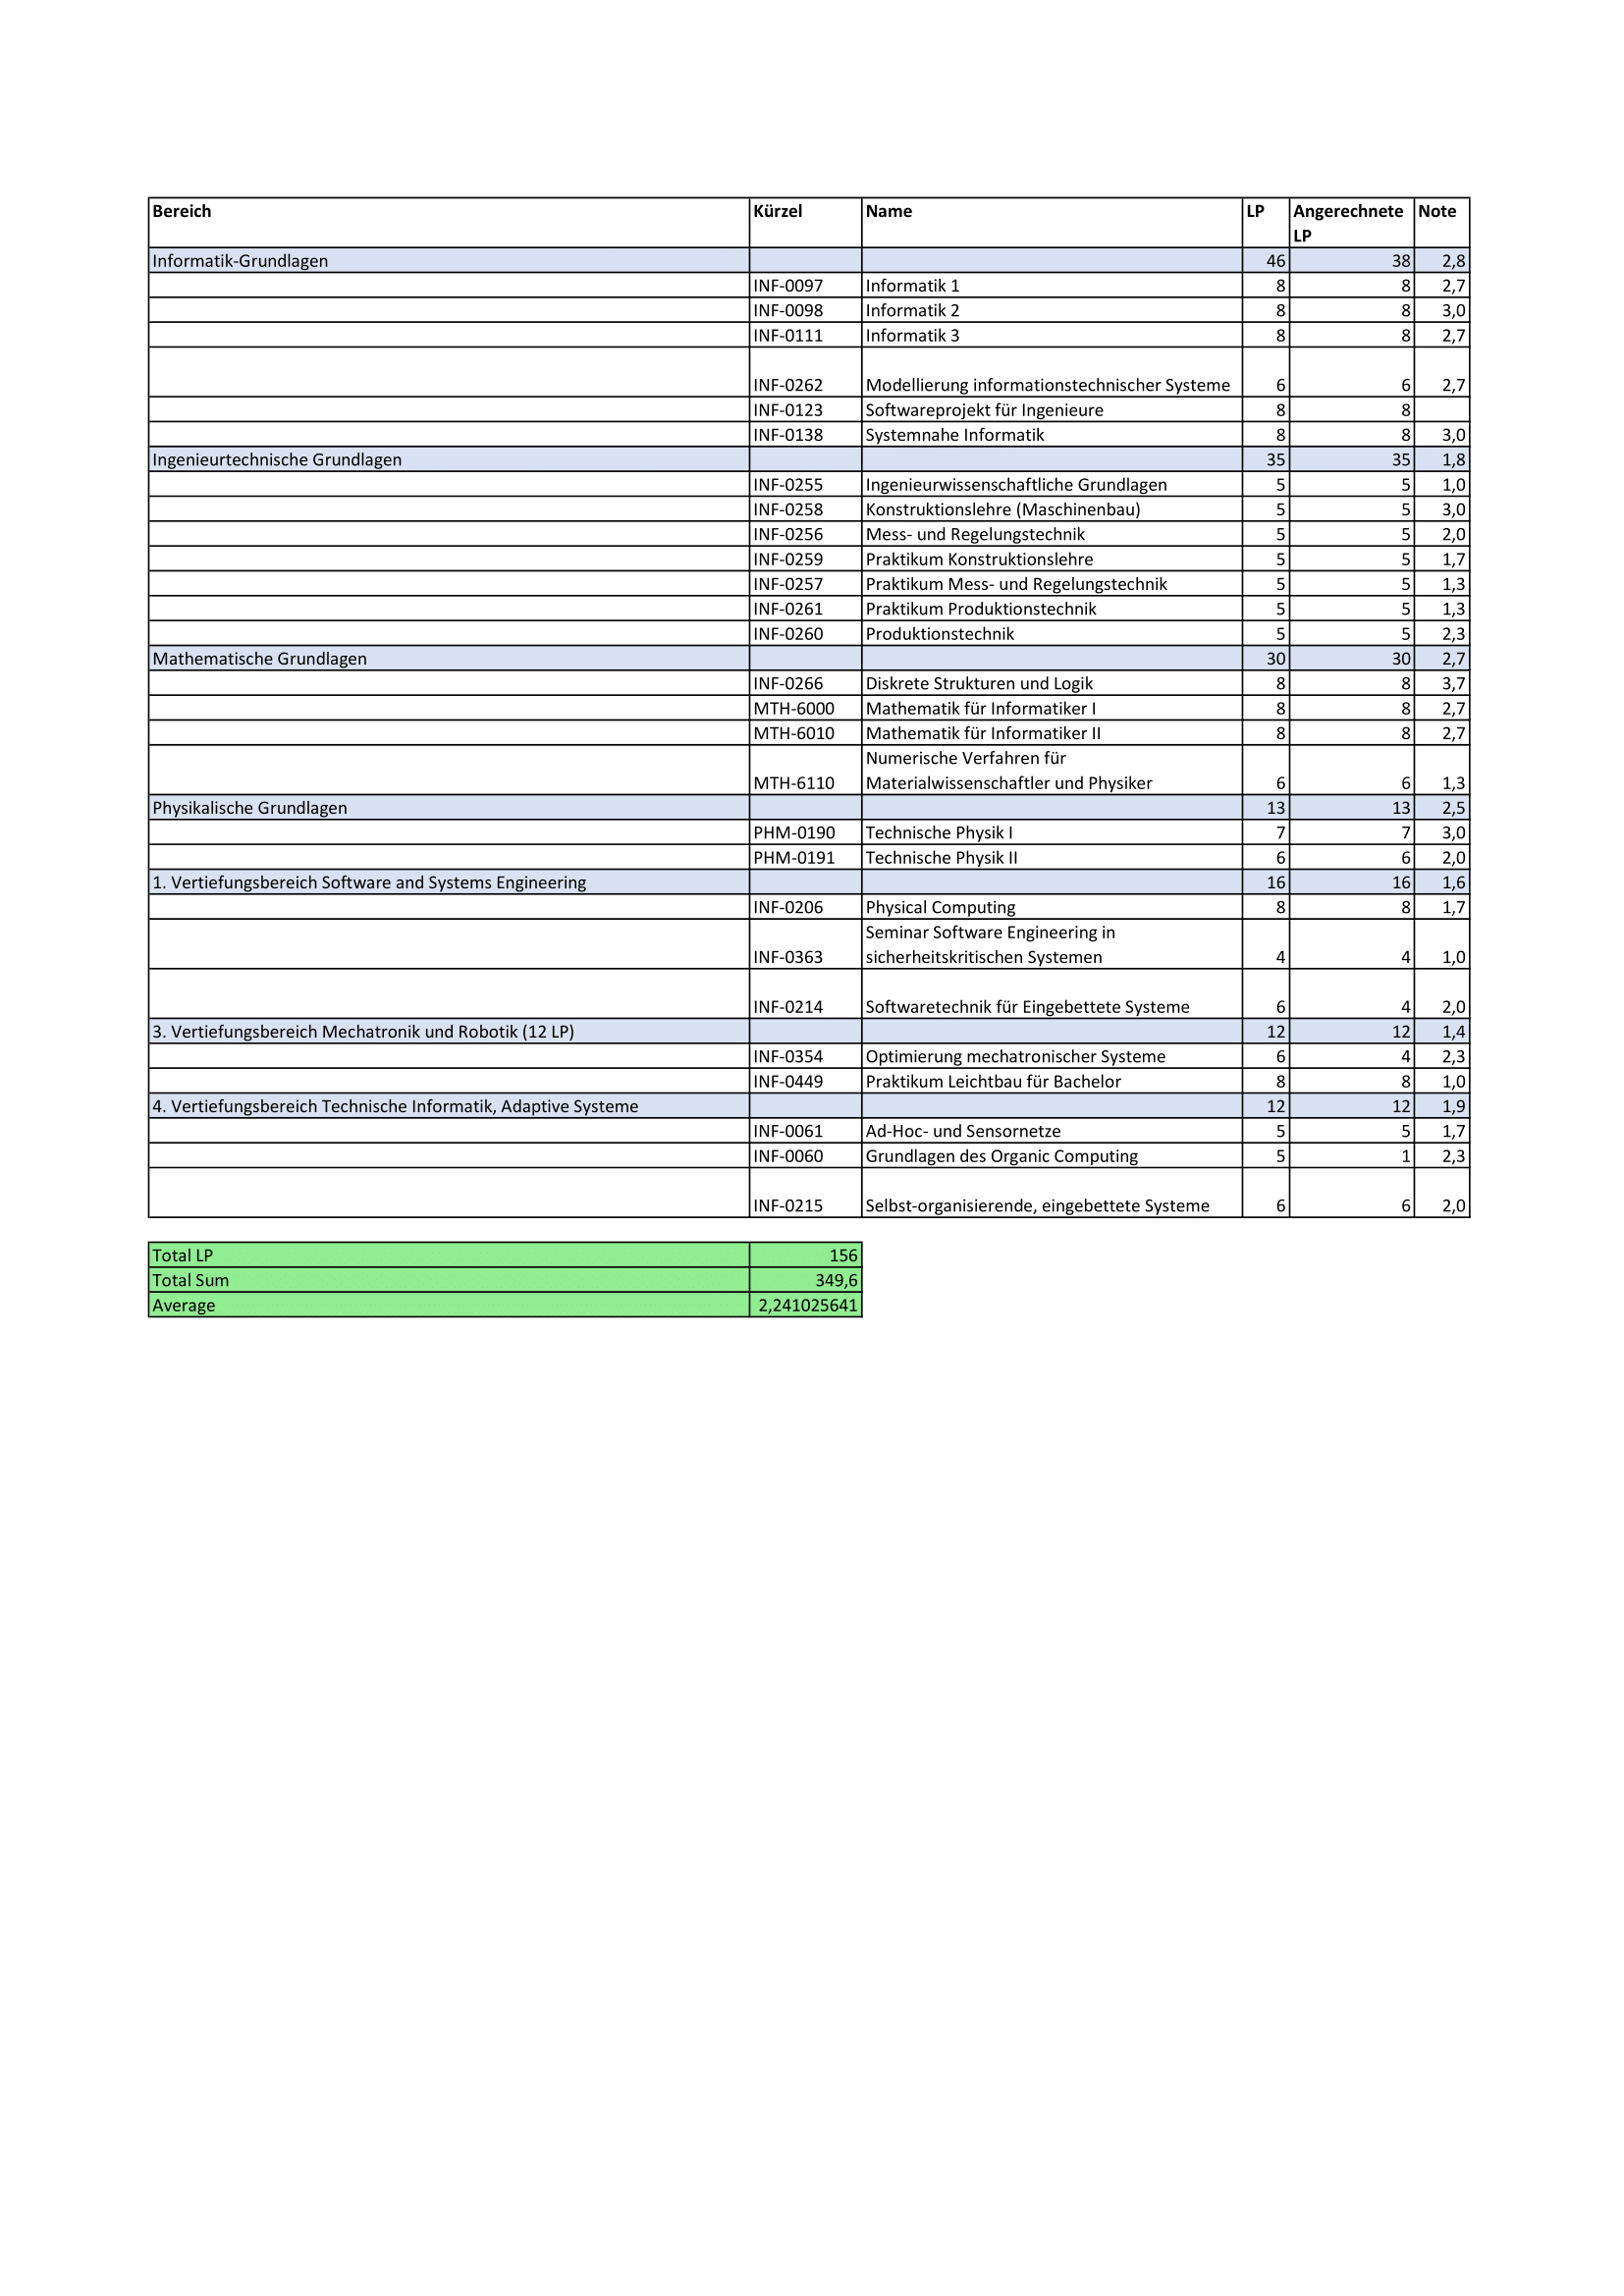 Bereich Kürzel Name LP Angerechnete LP Note
Informatik-Grundlagen 46 38 2,8
INF-0097 Informatik 1 8 8 2,7
INF-0098 Informatik 2 8 8 3,0
INF-0111 Informatik 3 8 8 2,7
INF-0262 Modellierung informationstechnischer Systeme 6 6 2,7
INF-0123 Softwareprojekt für Ingenieure 8 8
INF-0138 Systemnahe Informatik 8 8 3,0
Ingenieurtechnische Grundlagen 35 35 1,8
INF-0255 Ingenieurwissenschaftliche Grundlagen 5 5 1,0
INF-0258 Konstruktionslehre (Maschinenbau) 5 5 3,0
INF-0256 Mess- und Regelungstechnik 5 5 2,0
INF-0259 Praktikum Konstruktionslehre 5 5 1,7
INF-0257 Praktikum Mess- und Regelungstechnik 5 5 1,3
INF-0261 Praktikum Produktionstechnik 5 5 1,3
INF-0260 Produktionstechnik 5 5 2,3
Mathematische Grundlagen 30 30 2,7
INF-0266 Diskrete Strukturen und Logik 8 8 3,7
MTH-6000 Mathematik für Informatiker I 8 8 2,7
MTH-6010 Mathematik für Informatiker II 8 8 2,7
Numerische Verfahren für
MTH-6110 Materialwissenschaftler und Physiker 6 6 1,3
Physikalische Grundlagen 13 13 2,5
PHM-0190 Technische Physik I 7 7 3,0
PHM-0191 Technische Physik II 6 6 2,0
1. Vertiefungsbereich Software and Systems Engineering 16 16 1,6
INF-0206 Physical Computing 8 8 1,7
Seminar Software Engineering in
INF-0363 sicherheitskritischen Systemen 4 4 1,0
INF-0214 Softwaretechnik für Eingebettete Systeme 6 4 2,0
3. Vertiefungsbereich Mechatronik und Robotik (12 LP) 12 12 1,4
INF-0354 Optimierung mechatronischer Systeme 6 4 2,3
INF-0449 Praktikum Leichtbau für Bachelor 8 8 1,0
4. Vertiefungsbereich Technische Informatik, Adaptive Systeme 12 12 1,9
INF-0061 Ad-Hoc- und Sensornetze 5 5 1,7
INF-0060 Grundlagen des Organic Computing 5 1 2,3
INF-0215 Selbst-organisierende, eingebettete Systeme 6 6 2,0
Total LP 156
Total Sum 349,6
Average 2,241025641